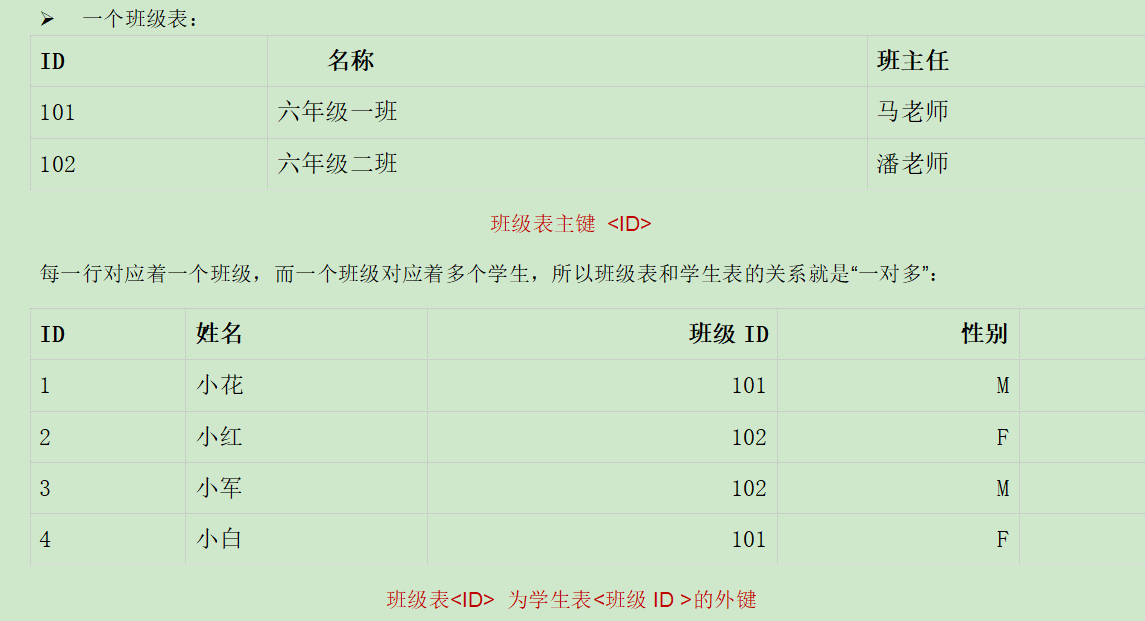 ➢ 一个班级表：
ID 名称 班主任
101 六年级一班 马老师
102 六年级二班 潘老师
班级表主键 <ID>
每一行对应着一个班级，而一个班级对应着多个学生，所以班级表和学生表的关系就是“一对多”：
ID 姓名 班级 ID 性别
1 小花 101 M
2 小红 102 F
3 小军 102 M
4 小白 101 F
班级表<ID> 为学生表<班级 ID >的外键